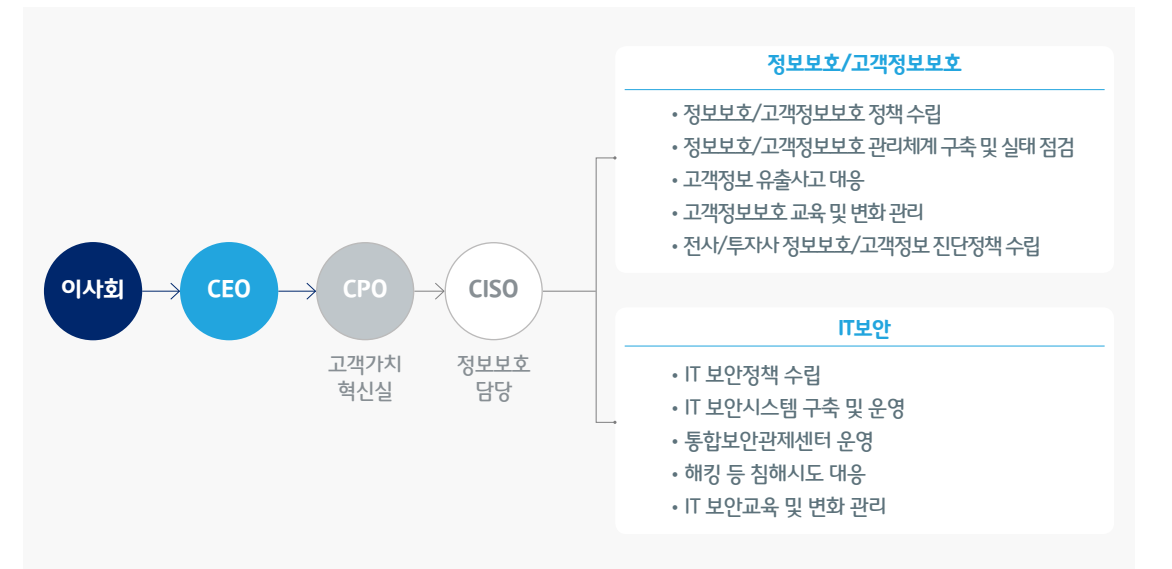 정보보호/고객정보보호
• 정보보호/고객정보보호 정책 수립
• 정보보호/고객정보보호 관리체계 구축 및 실태 점검
• 고객정보 유출사고 대응
• 고객정보보호 교육 및 변화 관리
• 전사/투자사 정보보호/고객정보 진단정책 수립
이사회
CEO
CPO
CISO
고객가치
혁신실
정보보호
담당
IT보안
• IT 보안정책 수립
• IT 보안시스템 구축 및 운영
• 통합보안관제센터 운영
• 해킹 등 침해시도 대응
• IT 보안교육 및 변화 관리